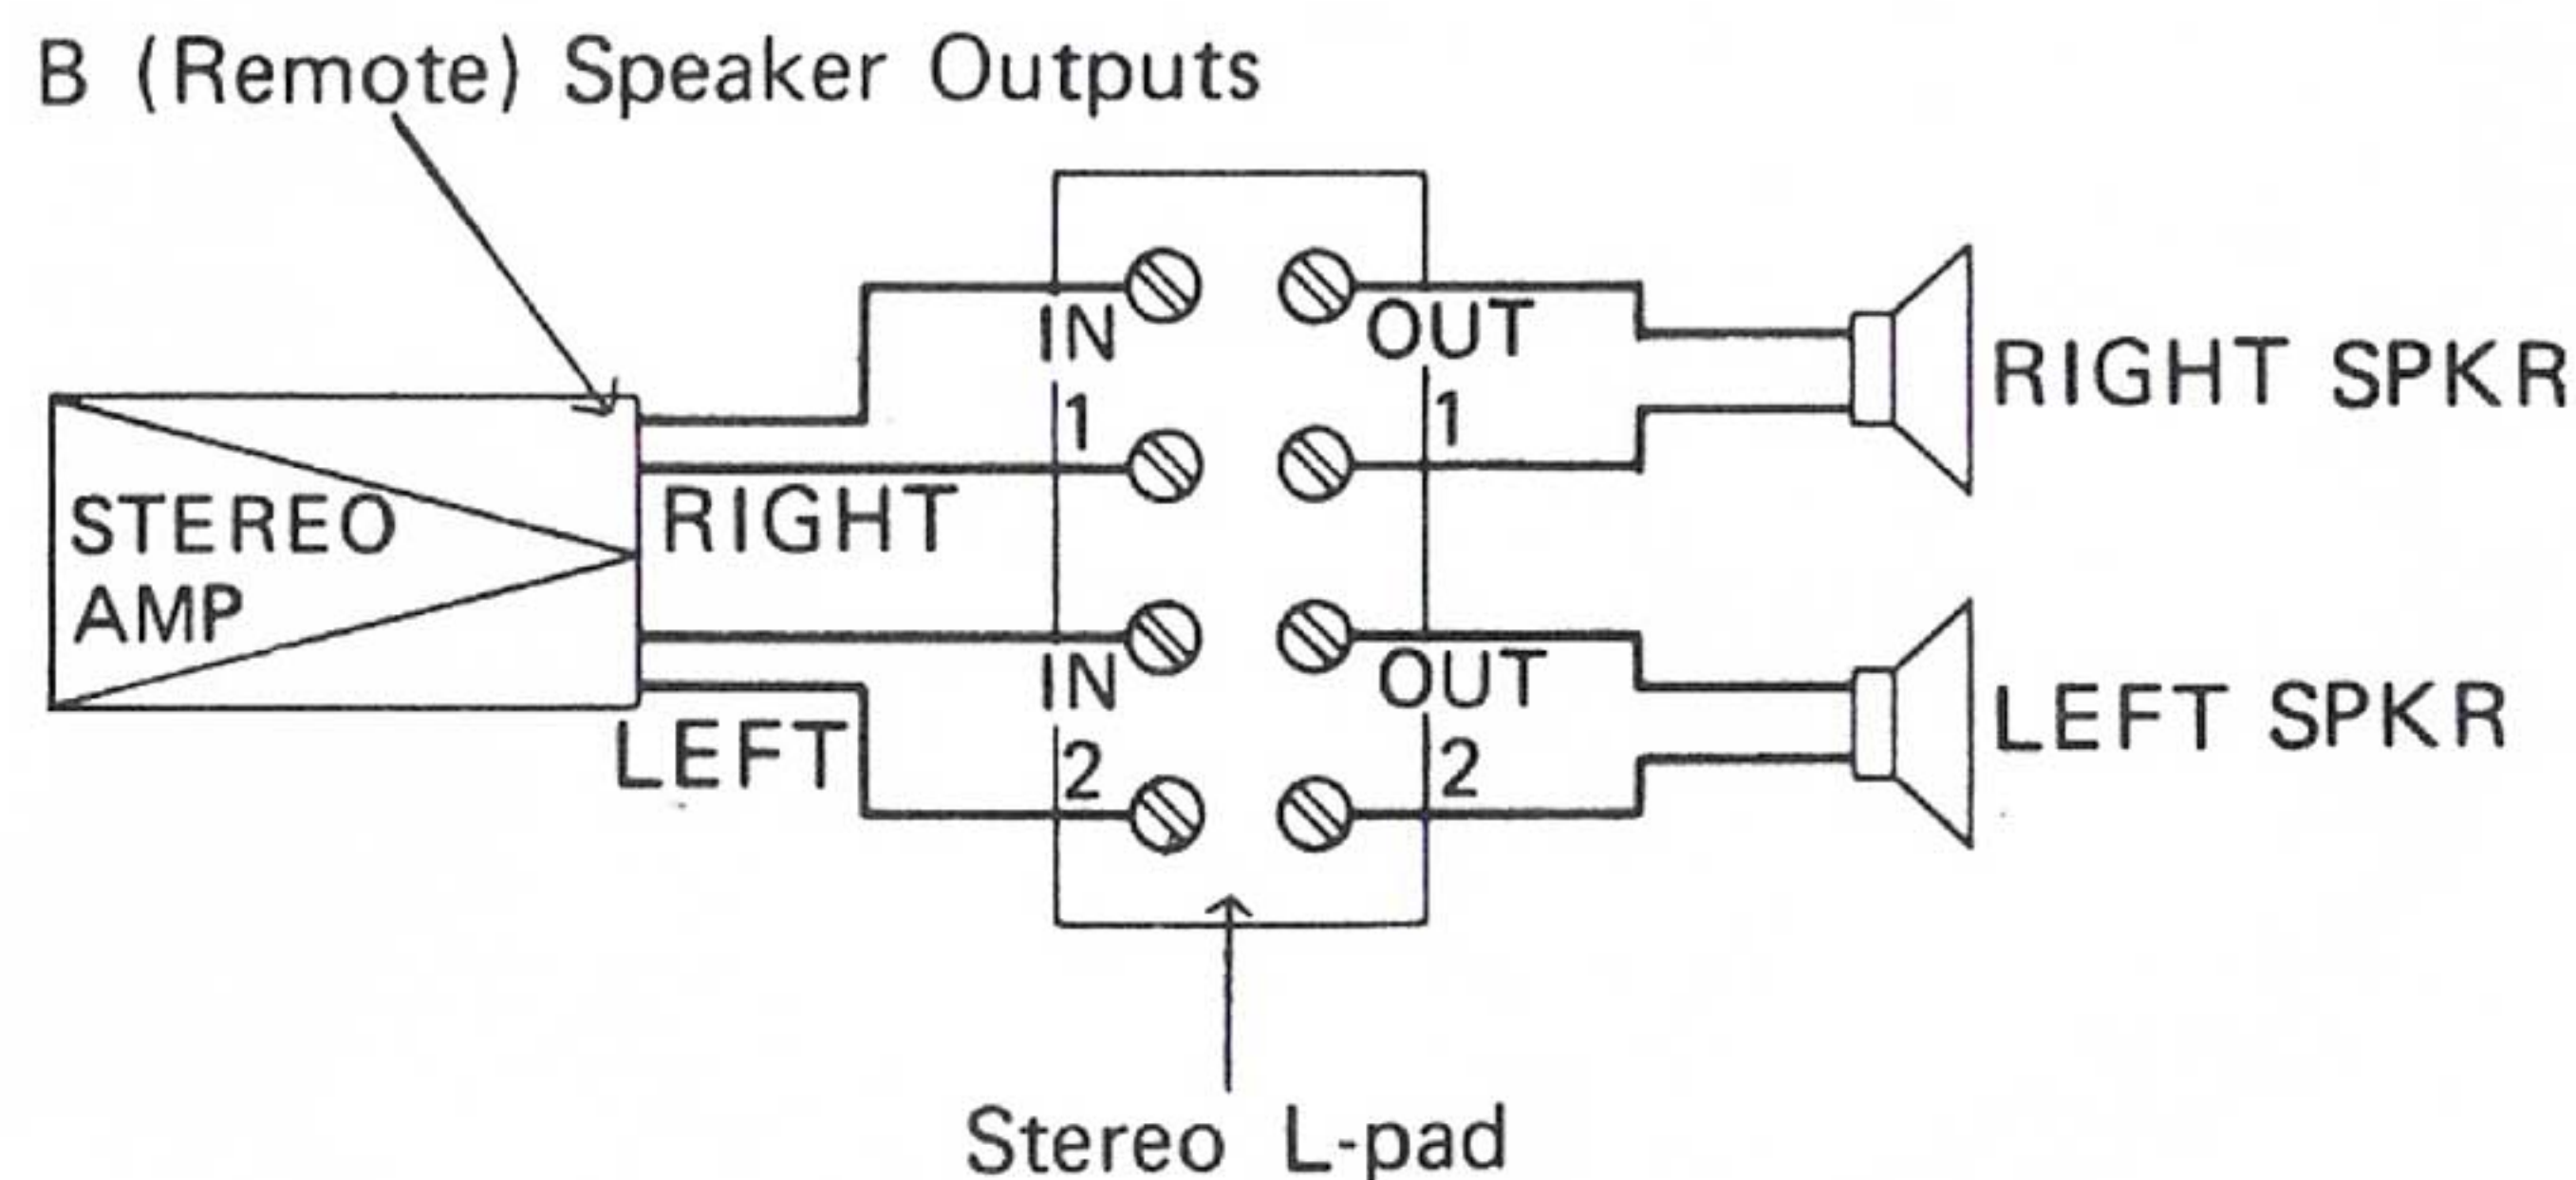 B (Remote) Speaker Outputs
IN
OUT
1
1
RIGHT SPKR
STEREO
AMP
RIGHT
IN
OUT
LEFT
2
2
LEFT SPKR
Stereo L-pad